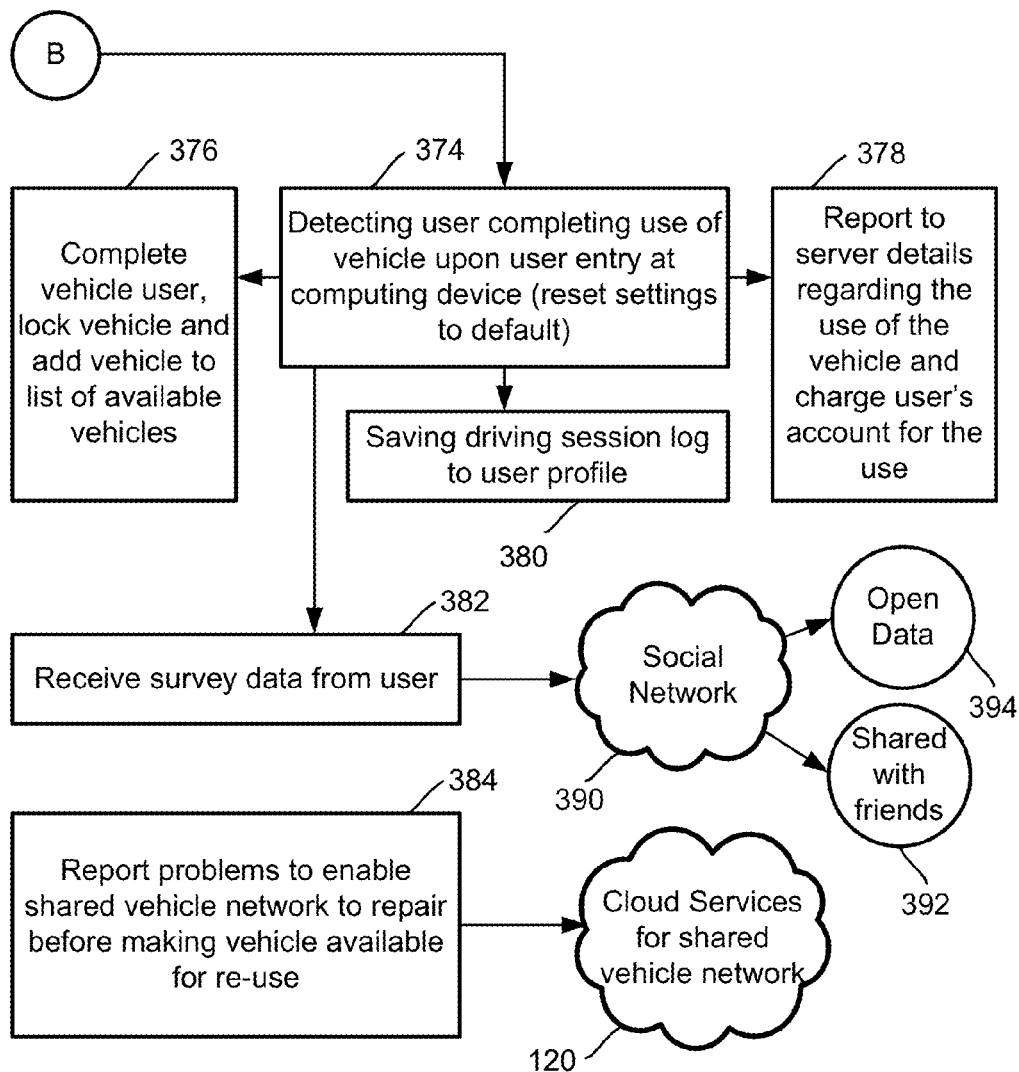 B
376
374
378
Complete
vehicle user,
lock vehicle and
add vehicle to
list of available
vehicles
Detecting user completing use of
vehicle upon user entry at
computing device (reset settings
to default)
Report to
server details
regarding the
use of the
vehicle and
charge user's
account for the
use
Saving driving session log
to user profile
380
382
Receive survey data from user
Social
Network
390
Open
Data
394
Shared
with
friends
392
384
Report problems to enable
shared vehicle network to repair
before making vehicle available
for re-use
Cloud Services
for shared
vehicle network
120